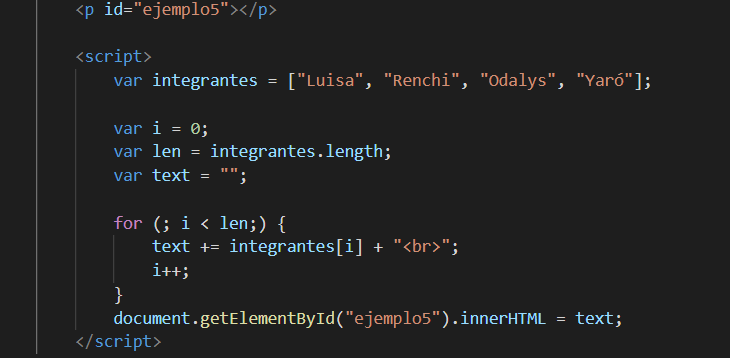 <p id="ejemplo5"></p>
<script>
var integrantes = ["Luisa", "Renchi", "Odalys", "Yaró"];
var i = 0;
var len = integrantes.length;
var text = "";
for (; i < len;) {
text += integrantes[i] + "<br>";
i++;
}
document.getElementById("ejemplo5").innerHTML = text;
</script>